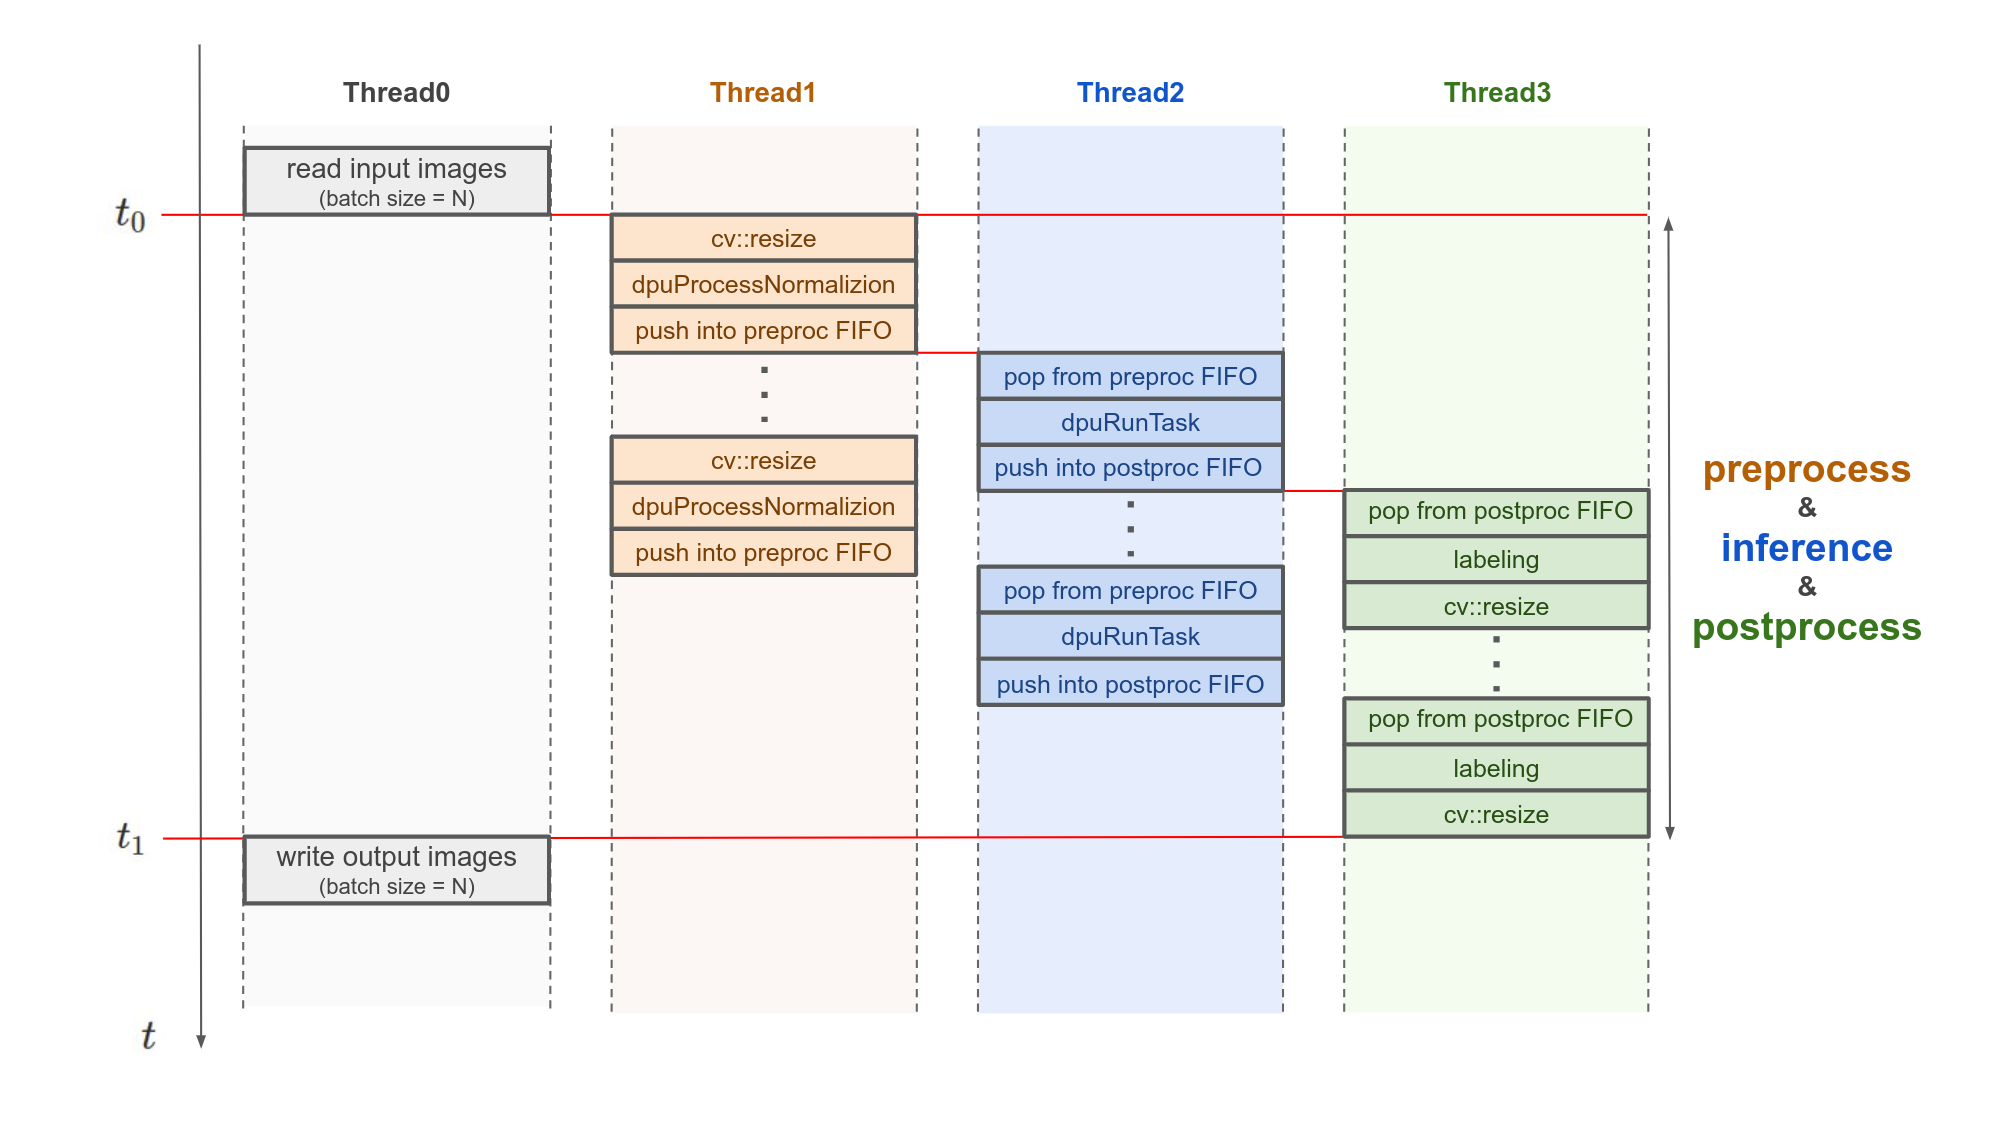 Thread0
Thread1
Thread2
Thread3
read input images
(batch size = N)
t0
cv::resize
dpuProcessNormalizion
push into preproc FIFO
cv::resize
dpuProcessNormalizion
push into preproc FIFO
pop from preproc FIFO
dpuRunTask
push into postproc FIFO
pop from preproc FIFO
dpuRunTask
push into postproc FIFO
pop from postproc FIFO
labeling
cv::resize
pop from postproc FIFO
labeling
cv::resize
preprocess
&
inference
&
postprocess
t1
write output images
(batch size = N)
t